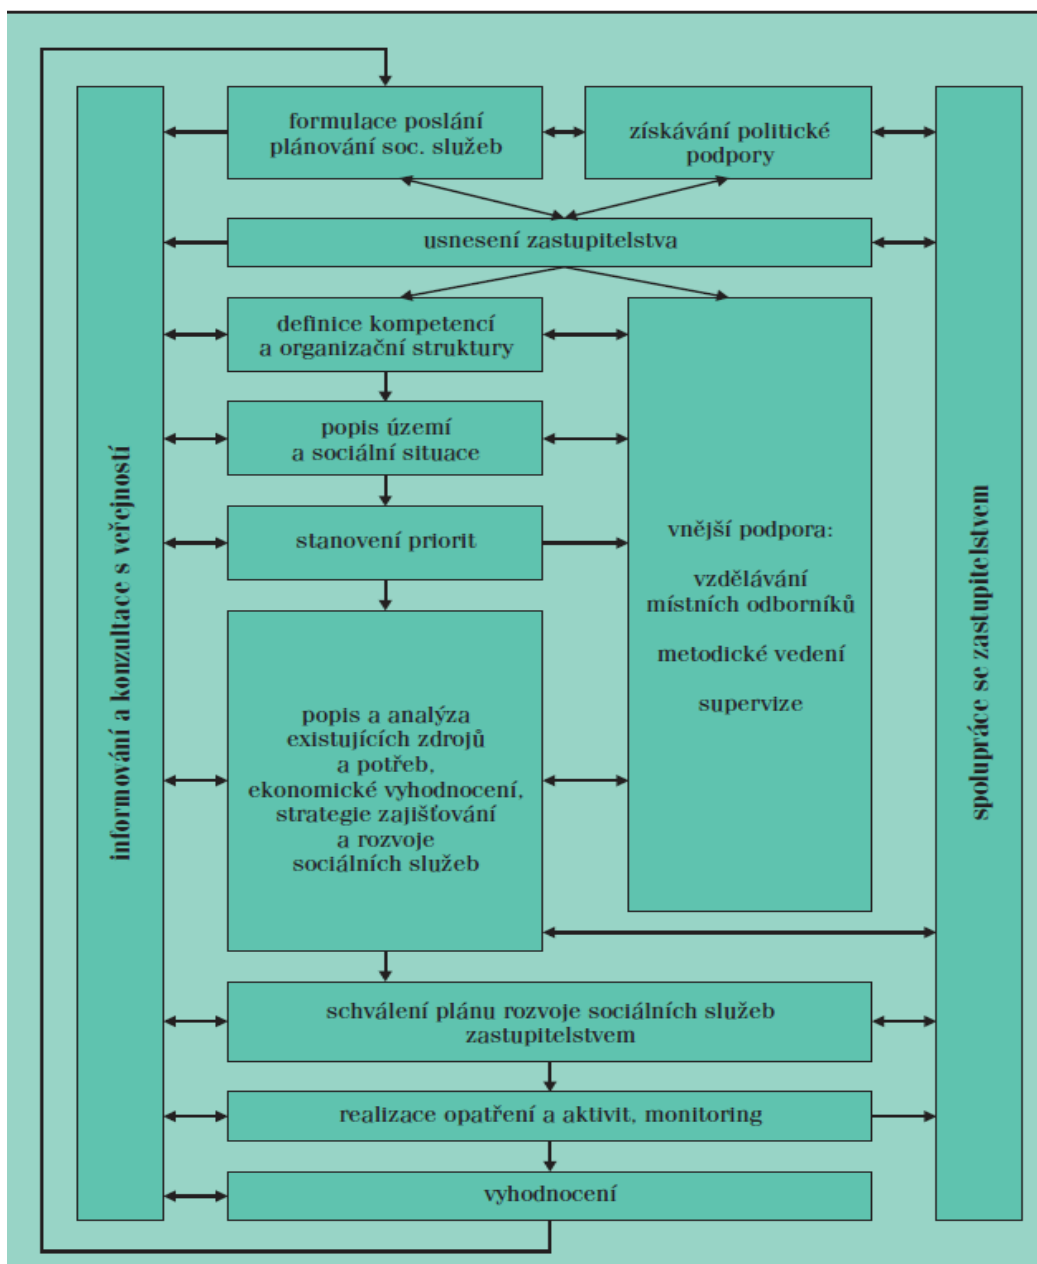 formulace poslání
plánování soc. služeb
získávání politické
podpory
usnesení zastupitelstva
definice kompetencí
a organizační struktury
popis území
a sociální situace
stanovení priorit
vnější podpora:
vzdělávání
místních odborníků
metodické vedení
supervize
popis a analýza
existujících zdrojů
a potřeb,
ekonomické vyhodnocení,
strategie zajišťování
a rozvoje
sociálních služeb
schválení plánu rozvoje sociálních služeb
zastupitelstvem
realizace opatření a aktivit, monitoring
vyhodnocení
informování a konzultace s veřejností
spolupráce se zastupitelstvem